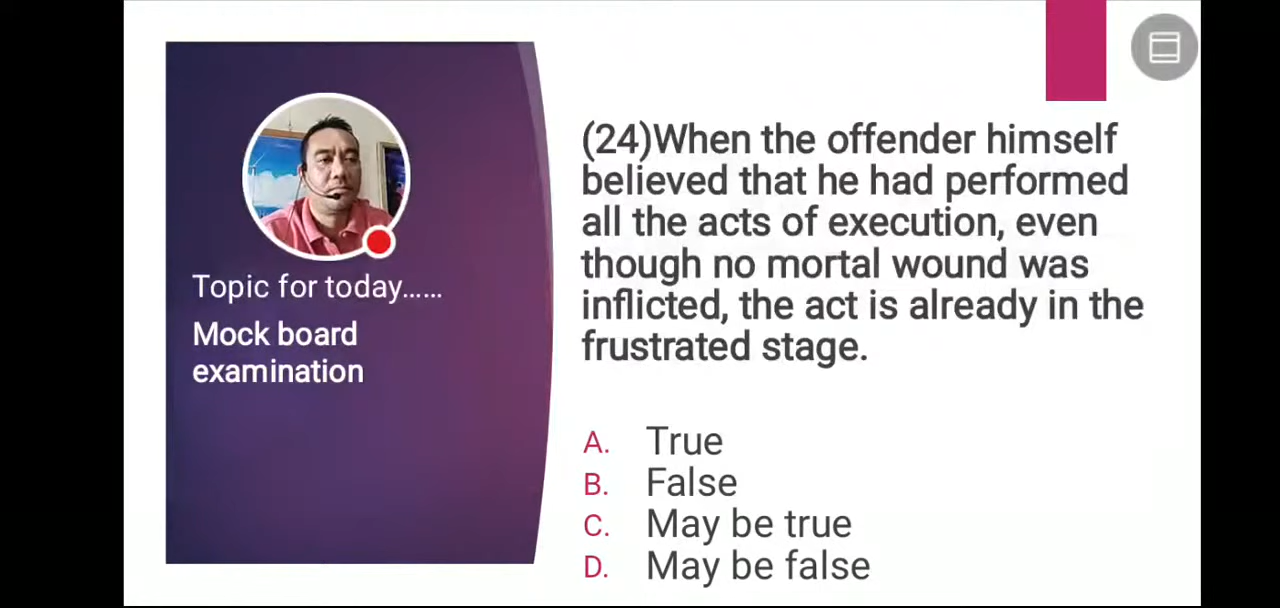 Topic for today......
Mock board
examination
(24)When the offender himself
believed that he had performed
all the acts of execution, even
though no mortal wound was
inflicted, the act is already in the
frustrated stage.
A. True
B. False
C. May be true
D. May be false